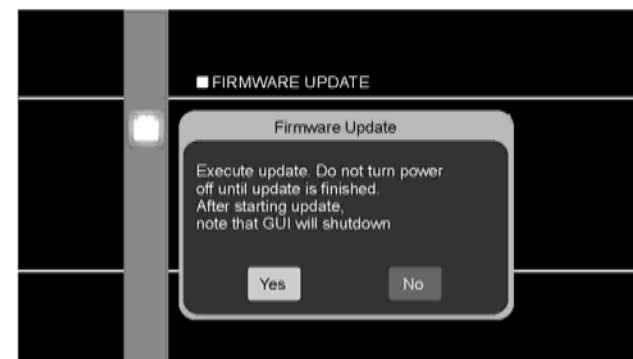 ■ FIRMWARE UPDATE
Firmware Update
Execute update. Do not turn power
off until update is finished.
After starting update,
note that GUI will shutdown
Yes No